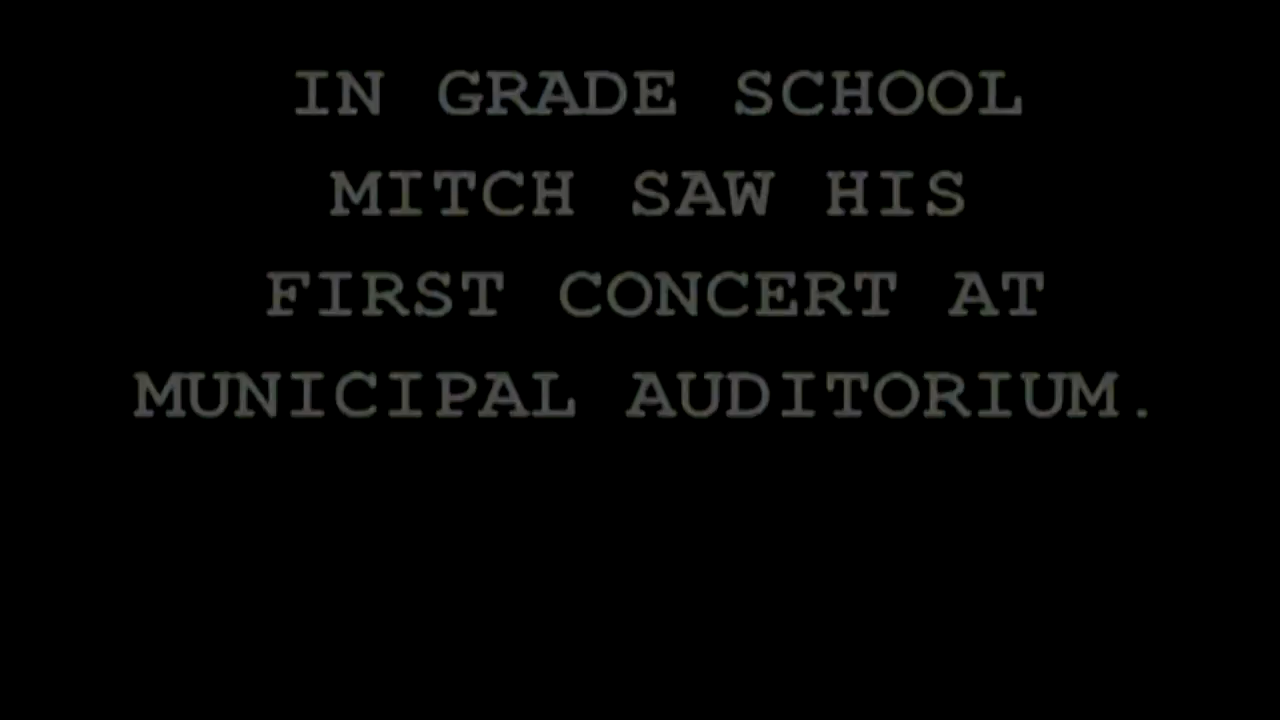 IN GRADE SCHOOL
MITCH SAW HIS
FIRST CONCERT AT
MUNICIPAL AUDITORIUM.